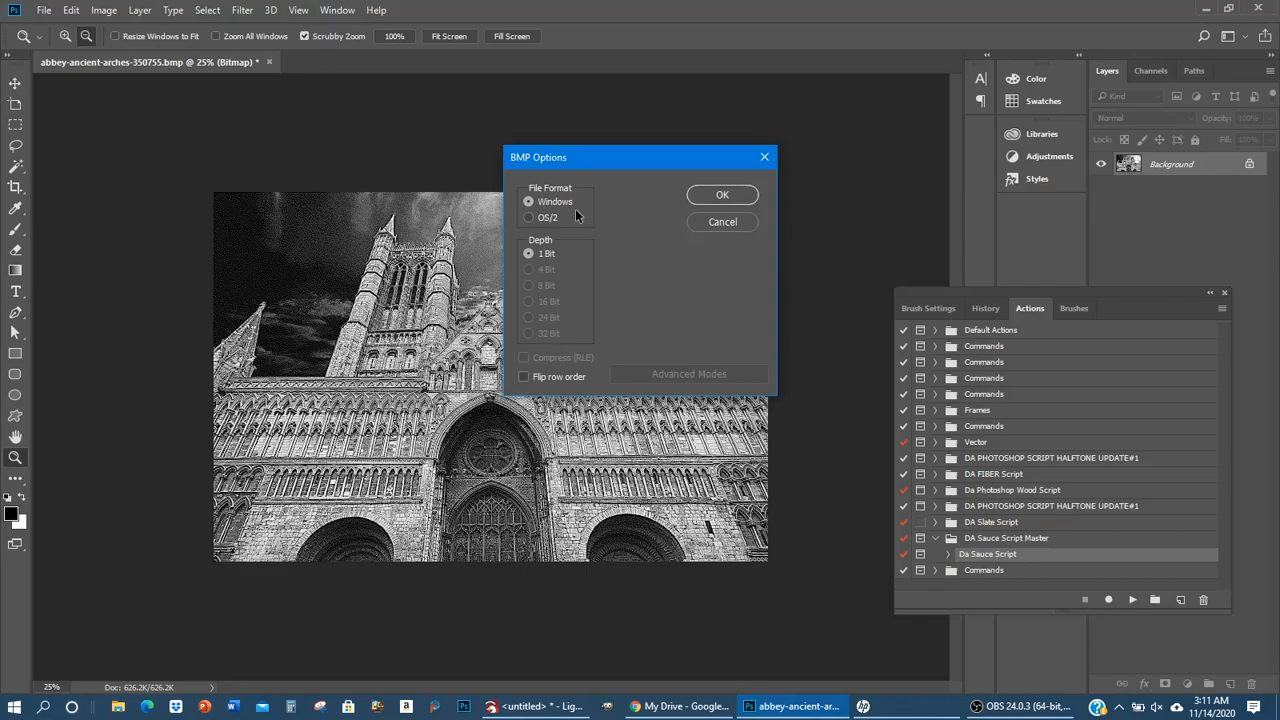 Ps File Edit Image Layer Type Select Filter 3D View Window Help
Resize Windows to Fit Zoom All Windows Scrubby Zoom 100% Fit Screen Fill Screen
abbey-ancient-arches-350755.bmp @ 25% (Bitmap) * ×
BMP Options
File Format
Windows
OS/2
OK
Cancel
Depth
1 Bit
4 Bit
8 Bit
16 Bit
24 Bit
32 Bit
Compress (RLE)
Flip row order
Advanced Modes
Color
Swatches
Libraries
Adjustments
Styles
Layers Channels Paths
Kind
Normal Opacity: 100%
Lock: Fill: 100%
Background
Brush Settings History Actions Brushes
Default Actions
Commands
Commands
Commands
Commands
Frames
Commands
Vector
DA PHOTOSHOP SCRIPT HALFTONE UPDATE#1
DA FIBER Script
Da Photoshop Wood Script
DA PHOTOSHOP SCRIPT HALFTONE UPDATE#1
DA Slate Script
DA Sauce Script Master
Da Sauce Script
Commands
25% Doc: 626.2K/626.2K
<untitled> * - Lig...
My Drive - Google...
abbey-ancient-ar...
OBS 24.0.3 (64-bit,...
3:11 AM
11/14/2020